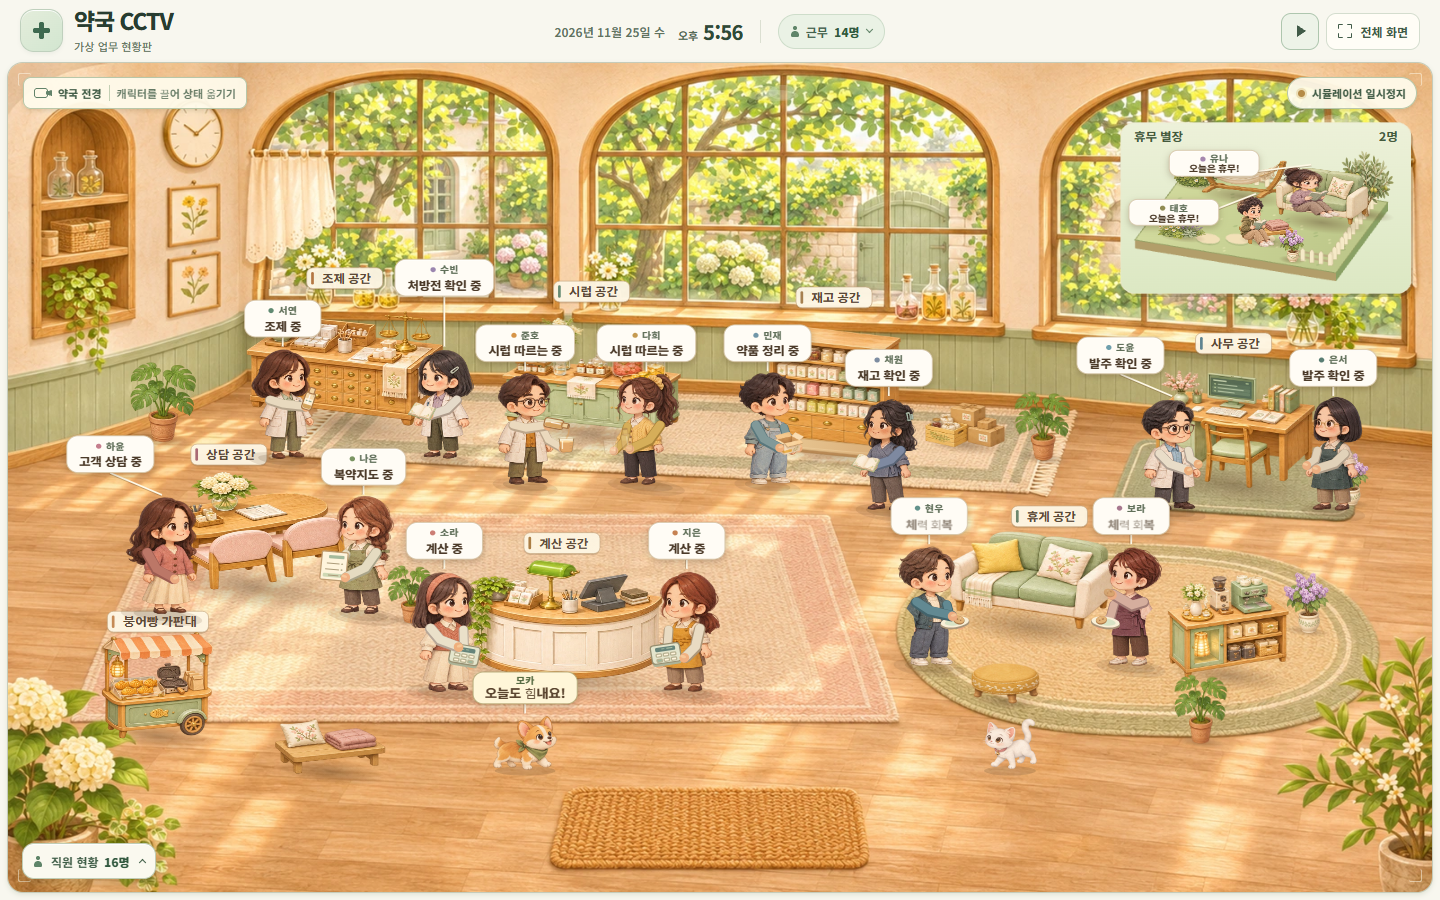 약국 CCTV
가상 업무 현황판
2026년 11월 25일 수 오후 5:56
근무 14명
전체 화면
약국 전경 캐릭터를 끌어 상태 옮기기
시뮬레이션 일시정지
휴무 별장 2명
유나
오늘은 휴무!
태호
오늘은 휴무!
조제 공간
수빈
처방전 확인 중
시럽 공간
재고 공간
서연
조제 중
준호
시럽 따르는 중
다희
시럽 따르는 중
민재
약품 정리 중
채원
재고 확인 중
도윤
발주 확인 중
사무 공간
은서
발주 확인 중
하윤
고객 상담 중
상담 공간
나은
복약지도 중
소라
계산 중
계산 공간
지은
계산 중
현우
체력 회복
휴게 공간
보라
체력 회복
붕어빵 가판대
모카
오늘도 힘내요!
직원 현황 16명